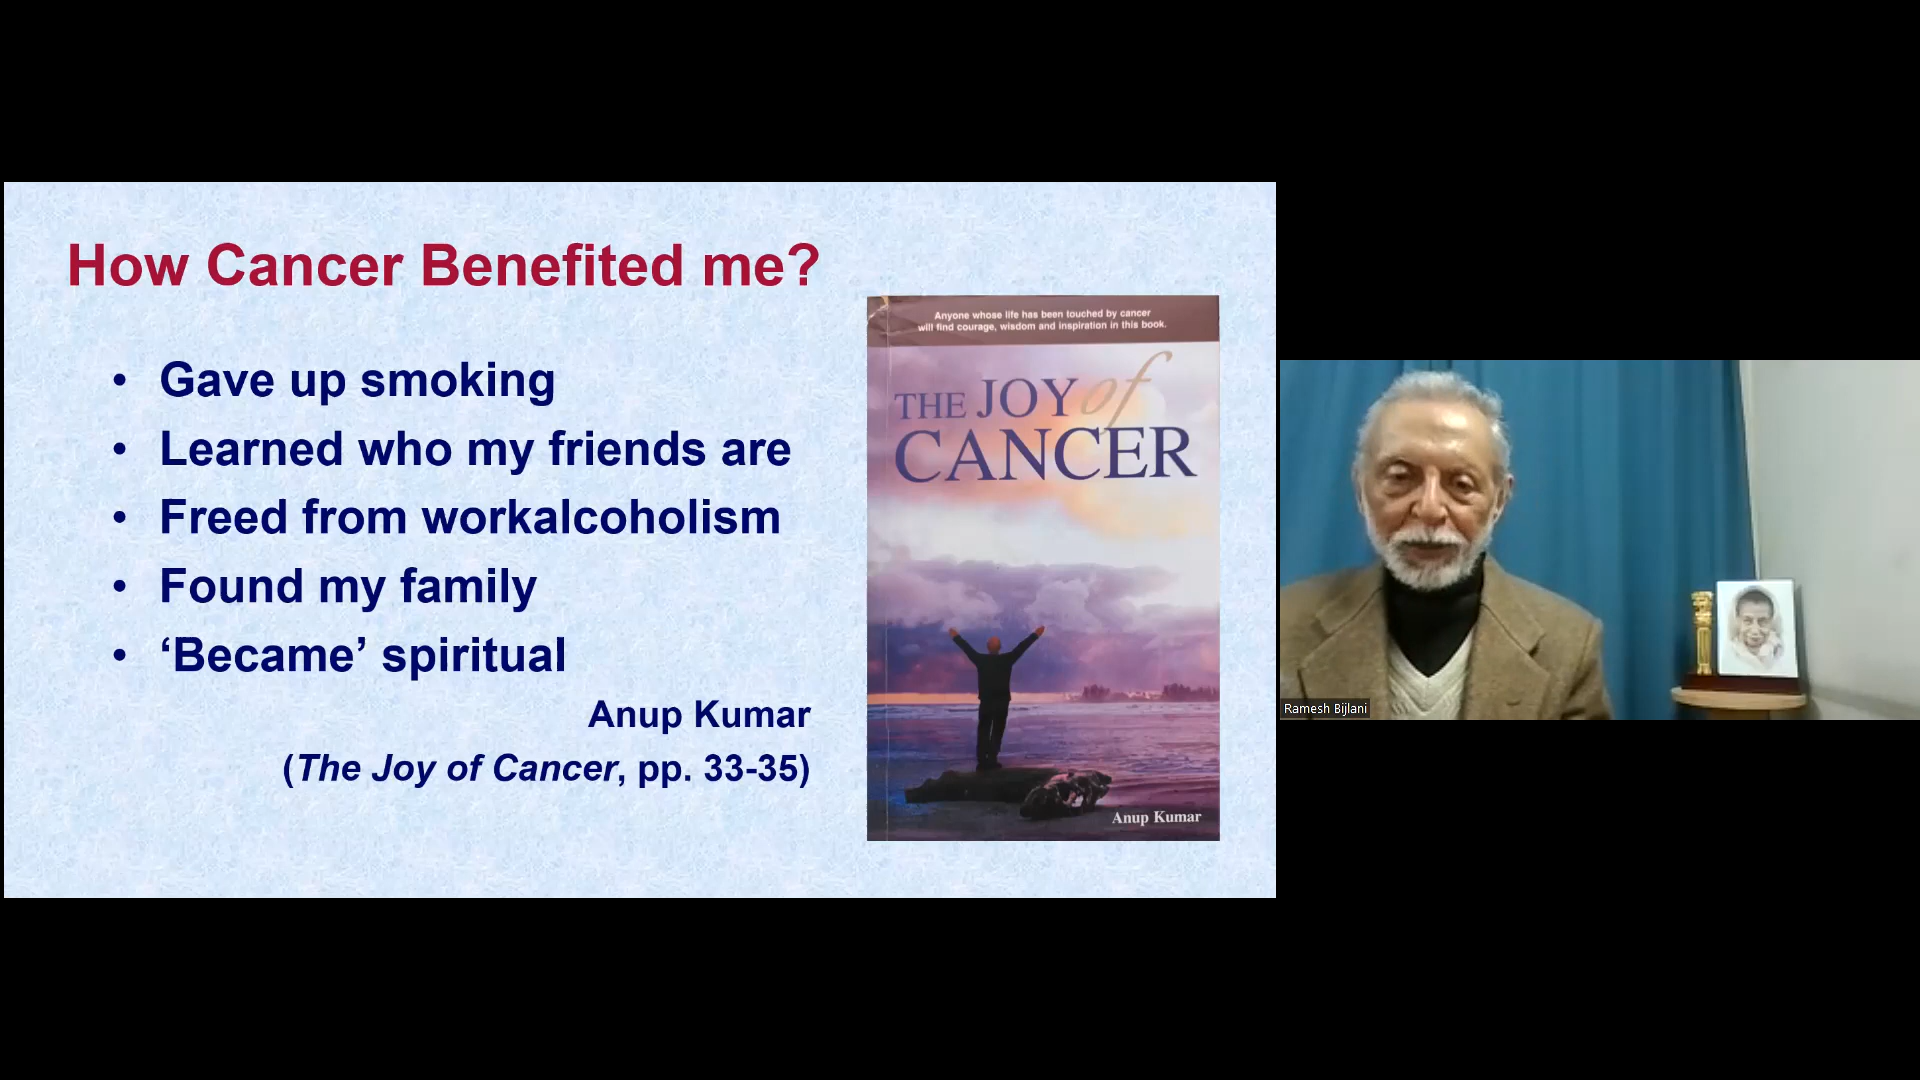 How Cancer Benefited me?
• Gave up smoking
• Learned who my friends are
• Freed from workalcoholism
• Found my family
• ‘Became’ spiritual
Anup Kumar
(The Joy of Cancer, pp. 33-35)
Anyone whose life has been touched by cancer
will find courage, wisdom and inspiration in this book.
THE JOY of
CANCER
Anup Kumar
Ramesh Bijlani